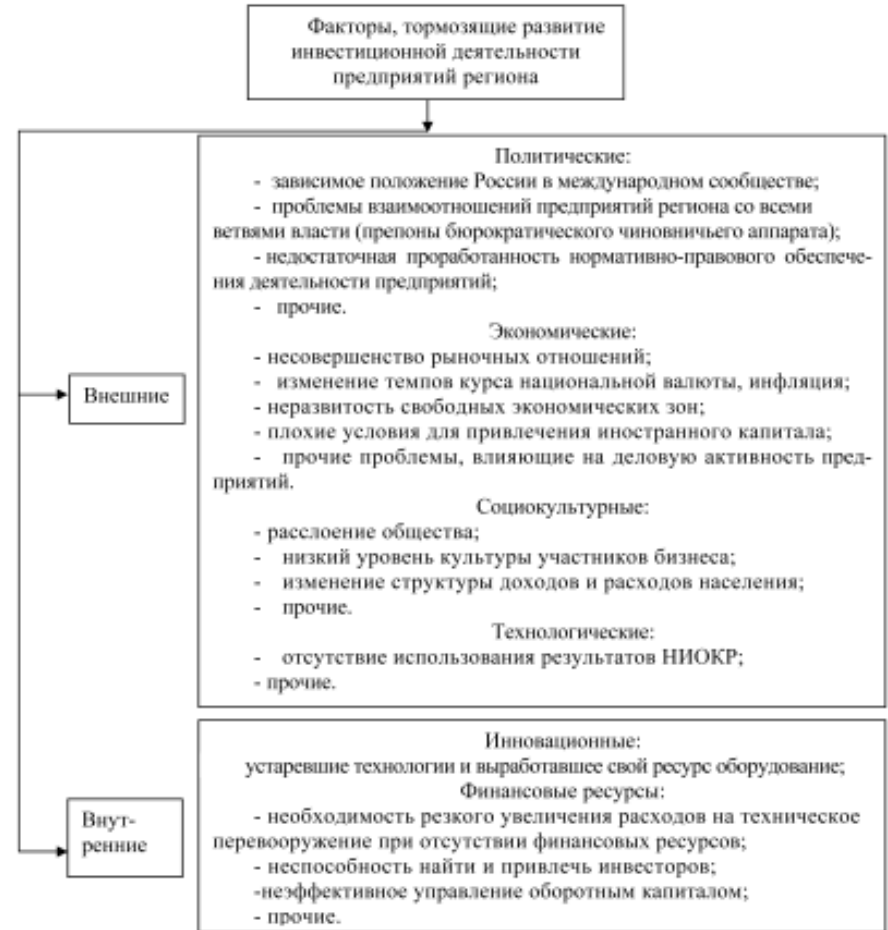 Факторы, тормозящие развитие
инвестиционной деятельности
предприятий региона
Внешние
Политические:
- зависимое положение России в международном сообществе;
- проблемы взаимоотношений предприятий региона со всеми
ветвями власти (препоны бюрократического чиновничьего аппарата);
- недостаточная проработанность нормативно-правового обеспече-
ния деятельности предприятий;
- прочие.
Экономические:
- несовершенство рыночных отношений;
- изменение темпов курса национальной валюты, инфляция;
- неразвитость свободных экономических зон;
- плохие условия для привлечения иностранного капитала;
- прочие проблемы, влияющие на деловую активность пред-
приятий.
Социокультурные:
- расслоение общества;
- низкий уровень культуры участников бизнеса;
- изменение структуры доходов и расходов населения;
- прочие.
Технологические:
- отсутствие использования результатов НИОКР;
- прочие.
Внут-
ренние
Инновационные:
устаревшие технологии и выработавшее свой ресурс оборудование;
Финансовые ресурсы:
- необходимость резкого увеличения расходов на техническое
перевооружение при отсутствии финансовых ресурсов;
- неспособность найти и привлечь инвесторов;
-неэффективное управление оборотным капиталом;
- прочие.